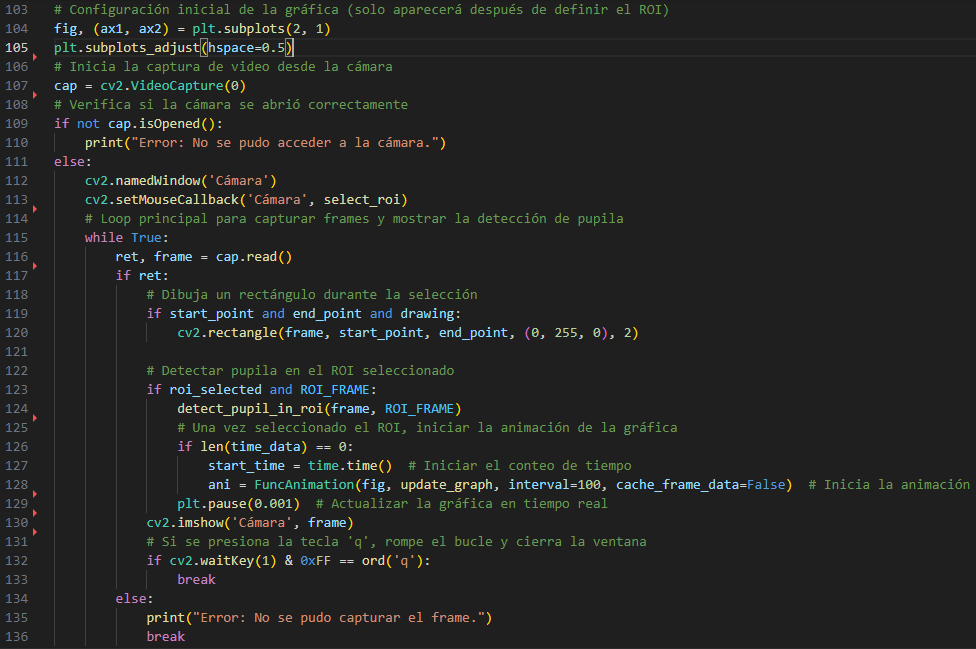 103 # Configuración inicial de la gráfica (solo aparecerá después de definir el ROI)
104 fig, (ax1, ax2) = plt.subplots(2, 1)
105 plt.subplots_adjust(hspace=0.5)
106 # Inicia la captura de video desde la cámara
107 cap = cv2.VideoCapture(0)
108 # Verifica si la cámara se abrió correctamente
109 if not cap.isOpened():
110     print("Error: No se pudo acceder a la cámara.")
111 else:
112     cv2.namedWindow('Cámara')
113     cv2.setMouseCallback('Cámara', select_roi)
114     # Loop principal para capturar frames y mostrar la detección de pupila
115     while True:
116         ret, frame = cap.read()
117         if ret:
118             # Dibuja un rectángulo durante la selección
119             if start_point and end_point and drawing:
120                 cv2.rectangle(frame, start_point, end_point, (0, 255, 0), 2)
121
122             # Detectar pupila en el ROI seleccionado
123             if roi_selected and ROI_FRAME:
124                 detect_pupil_in_roi(frame, ROI_FRAME)
125                 # Una vez seleccionado el ROI, iniciar la animación de la gráfica
126                 if len(time_data) == 0:
127                     start_time = time.time()  # Iniciar el conteo de tiempo
128                     ani = FuncAnimation(fig, update_graph, interval=100, cache_frame_data=False)  # Inicia la animación
129                 plt.pause(0.001)  # Actualizar la gráfica en tiempo real
130             cv2.imshow('Cámara', frame)
131             # Si se presiona la tecla 'q', rompe el bucle y cierra la ventana
132             if cv2.waitKey(1) & 0xFF == ord('q'):
133                 break
134         else:
135             print("Error: No se pudo capturar el frame.")
136             break